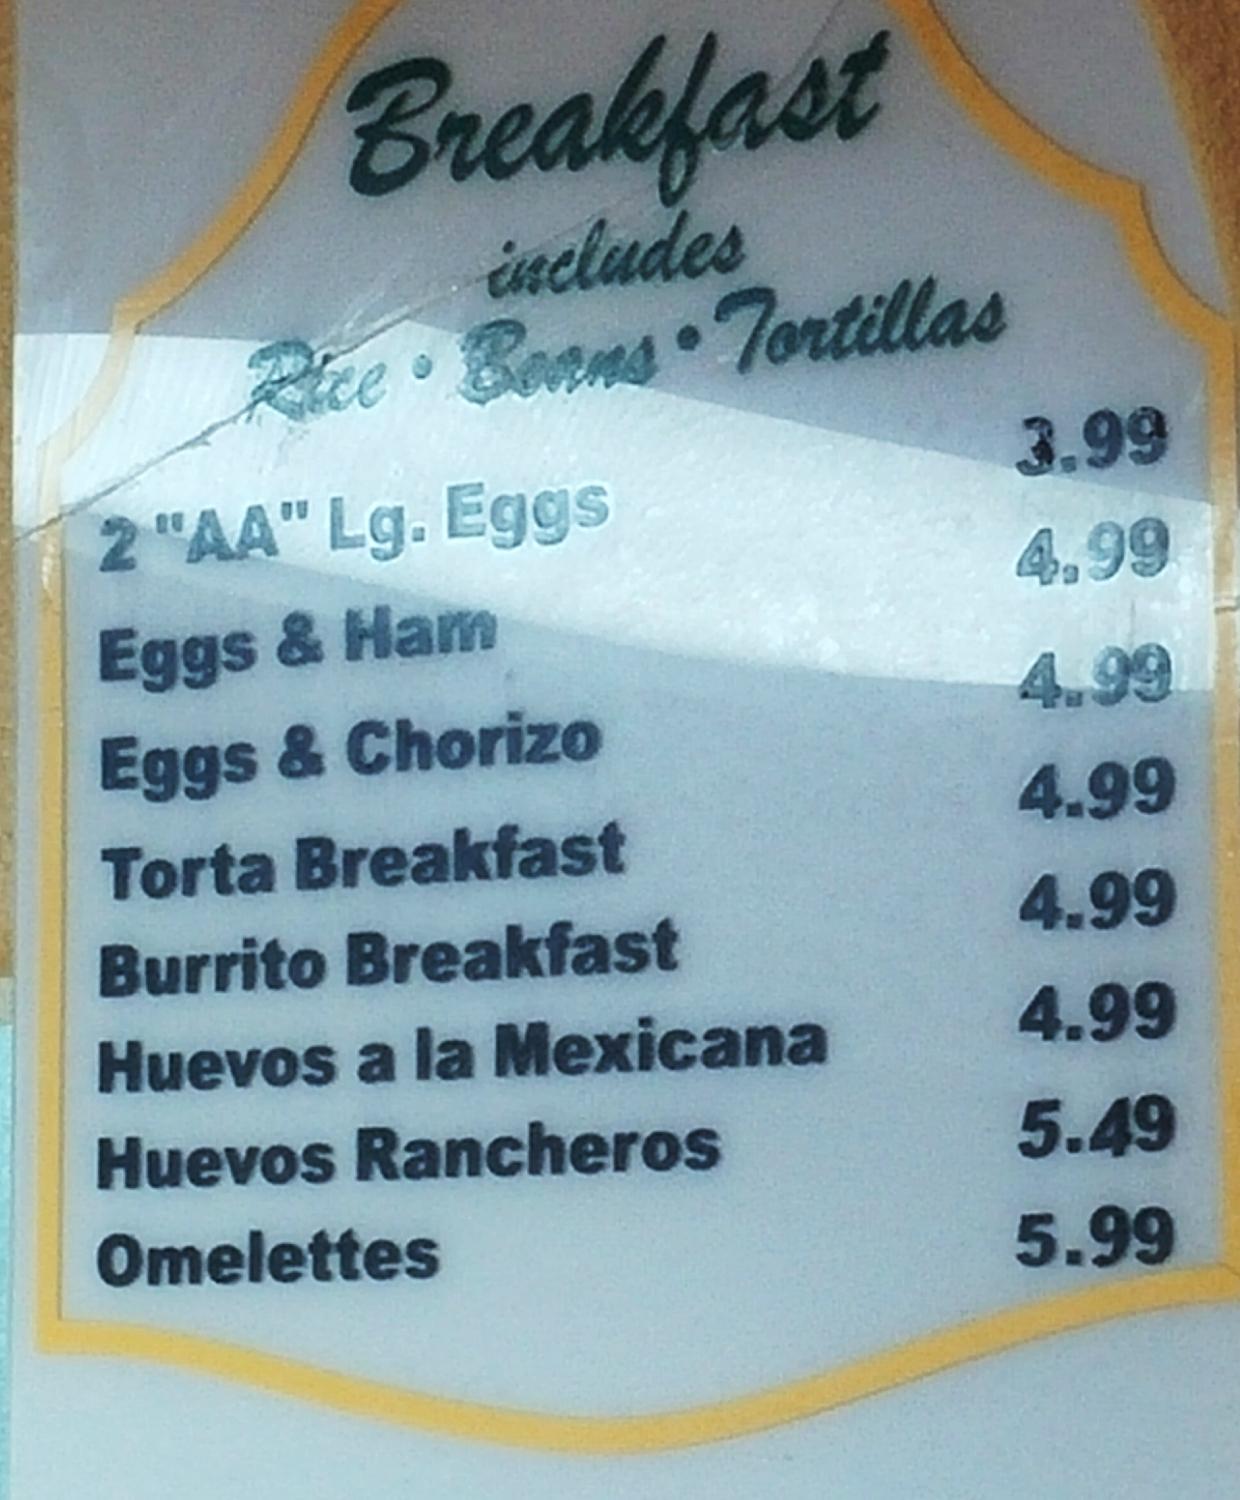 Breakfast
includes
Rice • Beans • Tortillas
2 "AA" Lg. Eggs 3.99
Eggs & Ham 4.99
Eggs & Chorizo 4.99
Torta Breakfast 4.99
Burrito Breakfast 4.99
Huevos a la Mexicana 4.99
Huevos Rancheros 5.49
Omelettes 5.99